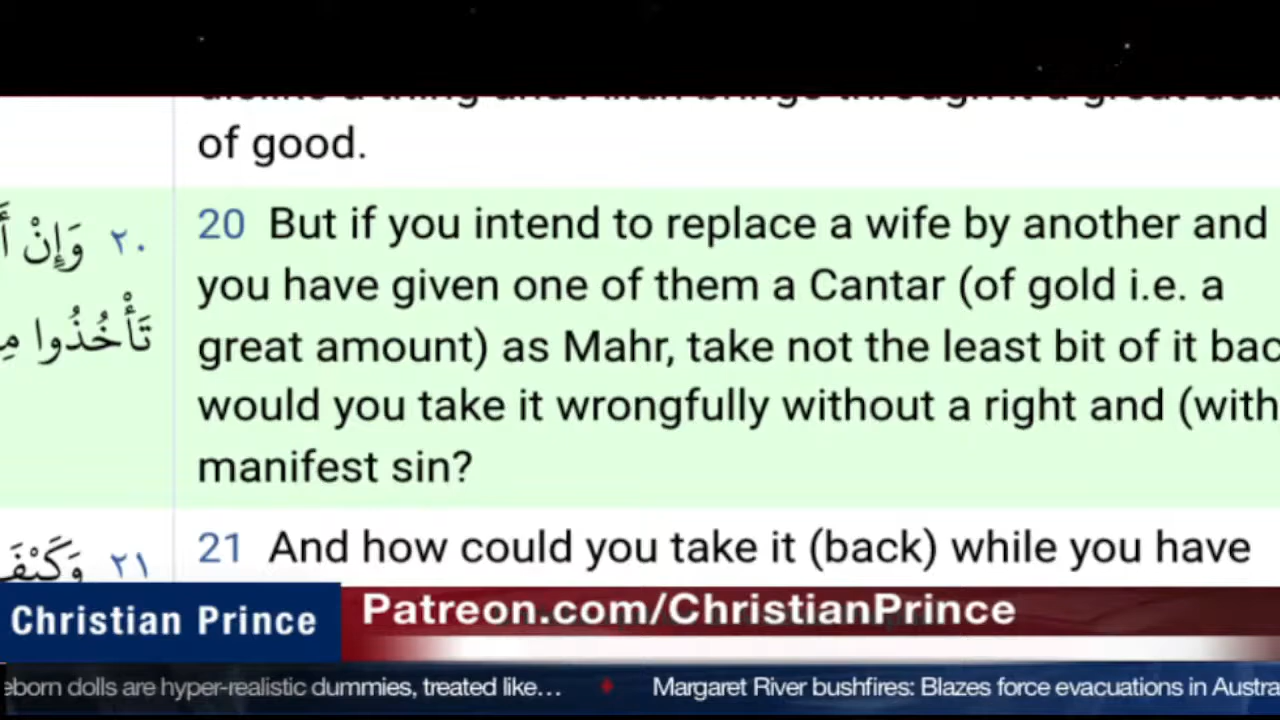 of good.
٢٠ وَإِنْ
20 But if you intend to replace a wife by another and
you have given one of them a Cantar (of gold i.e. a
تَأْخُذُوا
great amount) as Mahr, take not the least bit of it
would you take it wrongfully without a right and (with
manifest sin?
٢١
21 And how could you take it (back) while you have
Christian Prince
Patreon.com/ChristianPrince
dolls are hyper-realistic dummies, treated like… ♦ Margaret River bushfires: Blazes force evacuations in